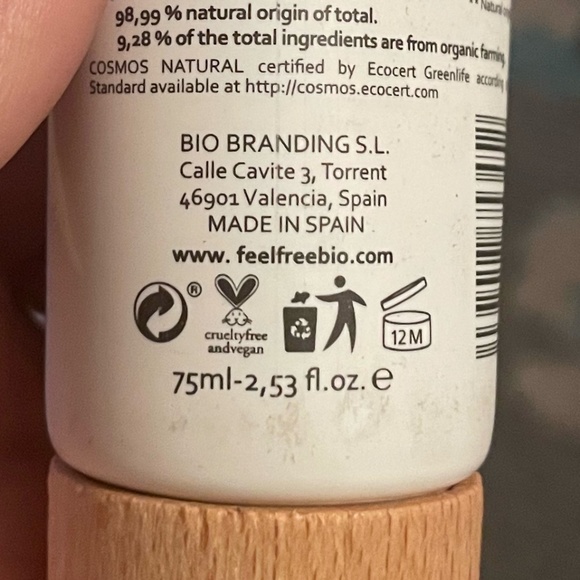 98,99 % natural origin of total.
9,28 % of the total ingredients are from organic farming,
COSMOS NATURAL certified by Ecocert Greenlife according
Standard available at http://cosmos.ecocert.com
BIO BRANDING S.L.
Calle Cavite 3, Torrent
46901 Valencia, Spain
MADE IN SPAIN
www. feelfreebio.com
®
crueltyfree
andvegan
12 M
75ml-2,53 fl.oz. ℮